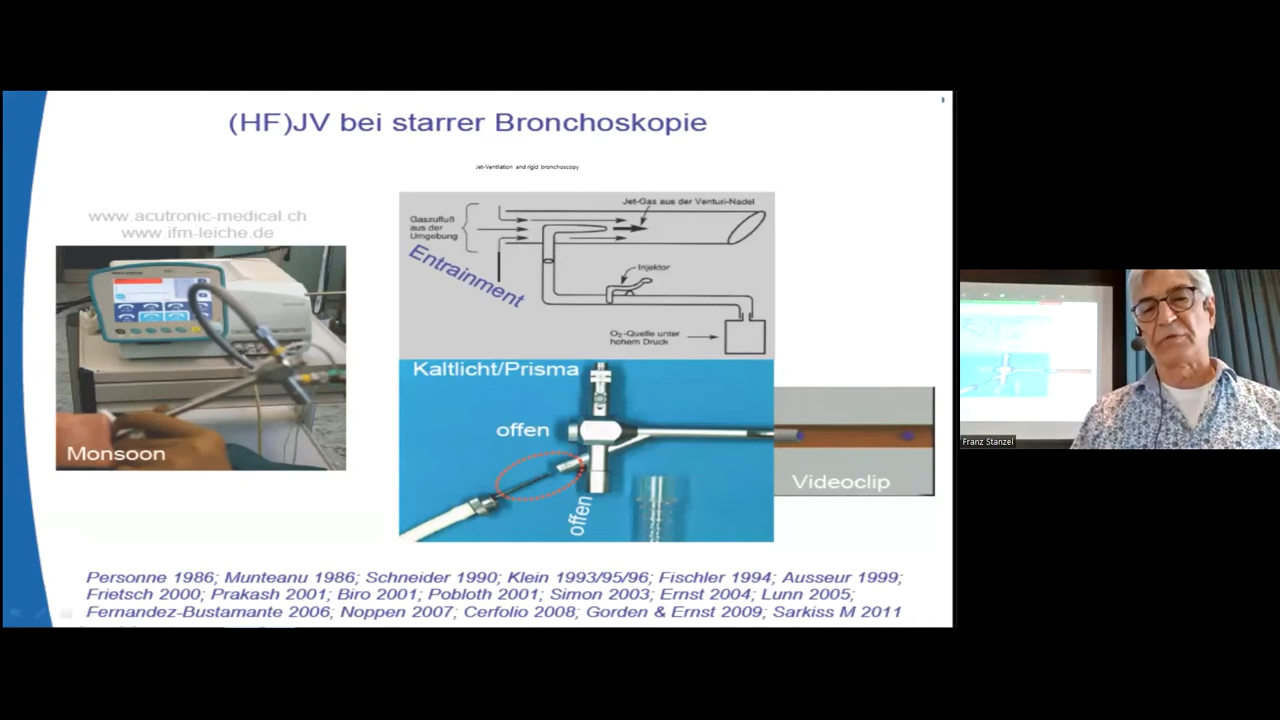 (HF)JV bei starrer Bronchoskopie
Jet-Ventilation and rigid bronchoscopy
www.acutronic-medical.ch
www.ifm-leiche.de
Monsoon
Jet-Gas aus der Venturi-Nadel
Gaszufluß
aus der
Umgebung
Entrainment
Injektor
O₂-Quelle unter
hohem Druck
Kaltlicht/Prisma
offen
offen
Videoclip
Personne 1986; Munteanu 1986; Schneider 1990; Klein 1993/95/96; Fischler 1994; Ausseur 1999;
Frietsch 2000; Prakash 2001; Biro 2001; Pobloth 2001; Simon 2003; Ernst 2004; Lunn 2005;
Fernandez-Bustamante 2006; Noppen 2007; Cerfolio 2008; Gorden & Ernst 2009; Sarkiss M 2011
Franz Stanzel